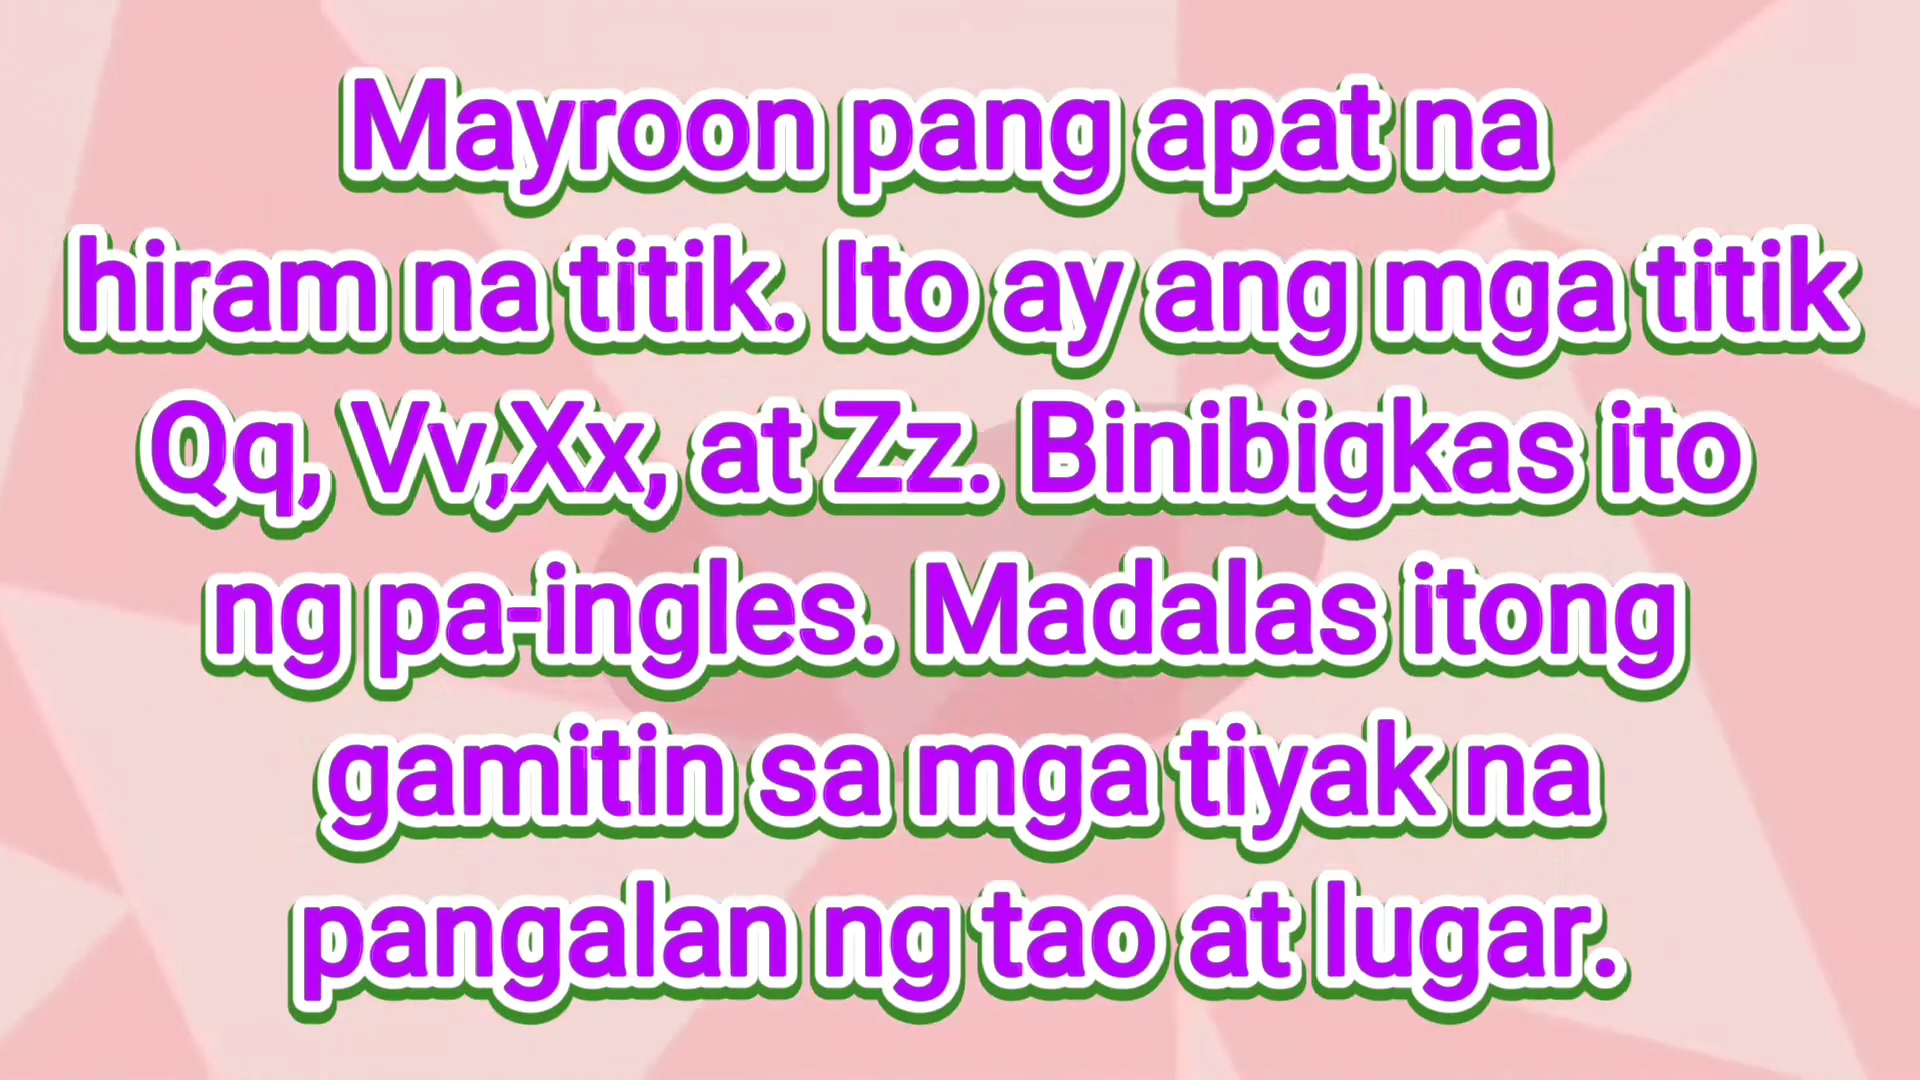 Mayroon pang apat na
hiram na titik. Ito ay ang mga titik
Qq, Vv,Xx, at Zz. Binibigkas ito
ng pa-ingles. Madalas itong
gamitin sa mga tiyak na
pangalan ng tao at lugar.